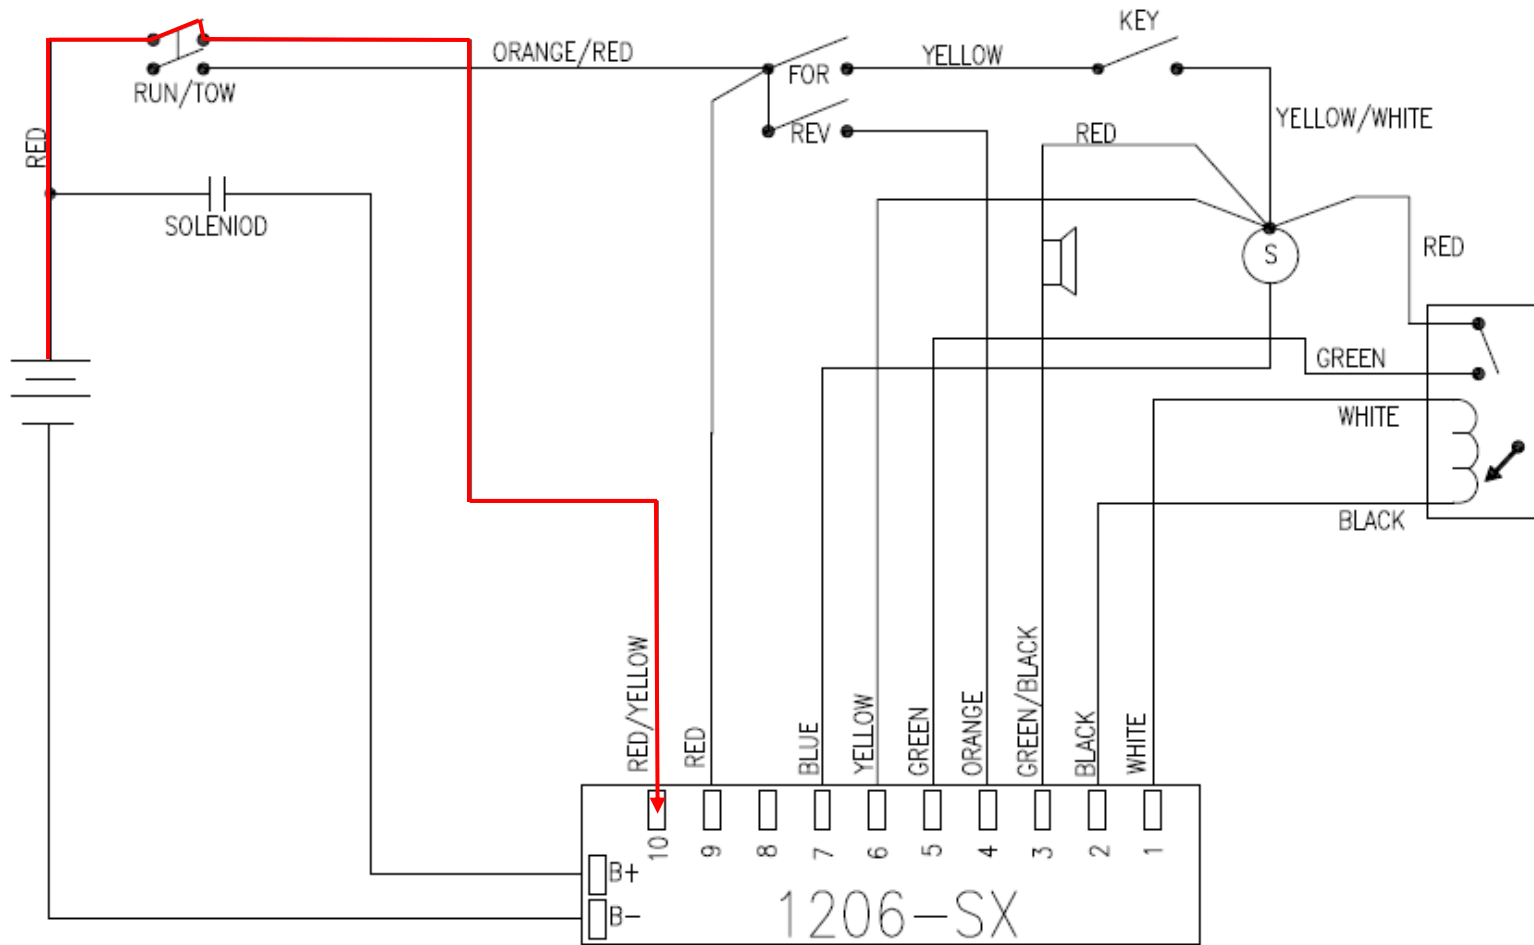 KEY
ORANGE/RED
YELLOW
FOR
RUN/TOW
YELLOW/WHITE
REV
RED
RED
SOLENIOD
RED
S
GREEN
WHITE
BLACK
RED/YELLOW
RED
BLUE
YELLOW
GREEN
ORANGE
GREEN/BLACK
BLACK
WHITE
10
9
8
7
6
5
4
3
2
1
B+
B-
1206-SX